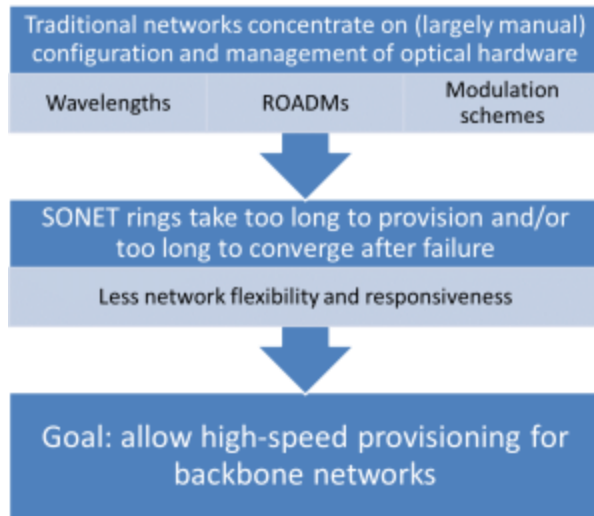 Traditional networks concentrate on (largely manual)
configuration and management of optical hardware
Wavelengths
ROADMs
Modulation
schemes
SONET rings take too long to provision and/or
too long to converge after failure
Less network flexibility and responsiveness
Goal: allow high-speed provisioning for
backbone networks